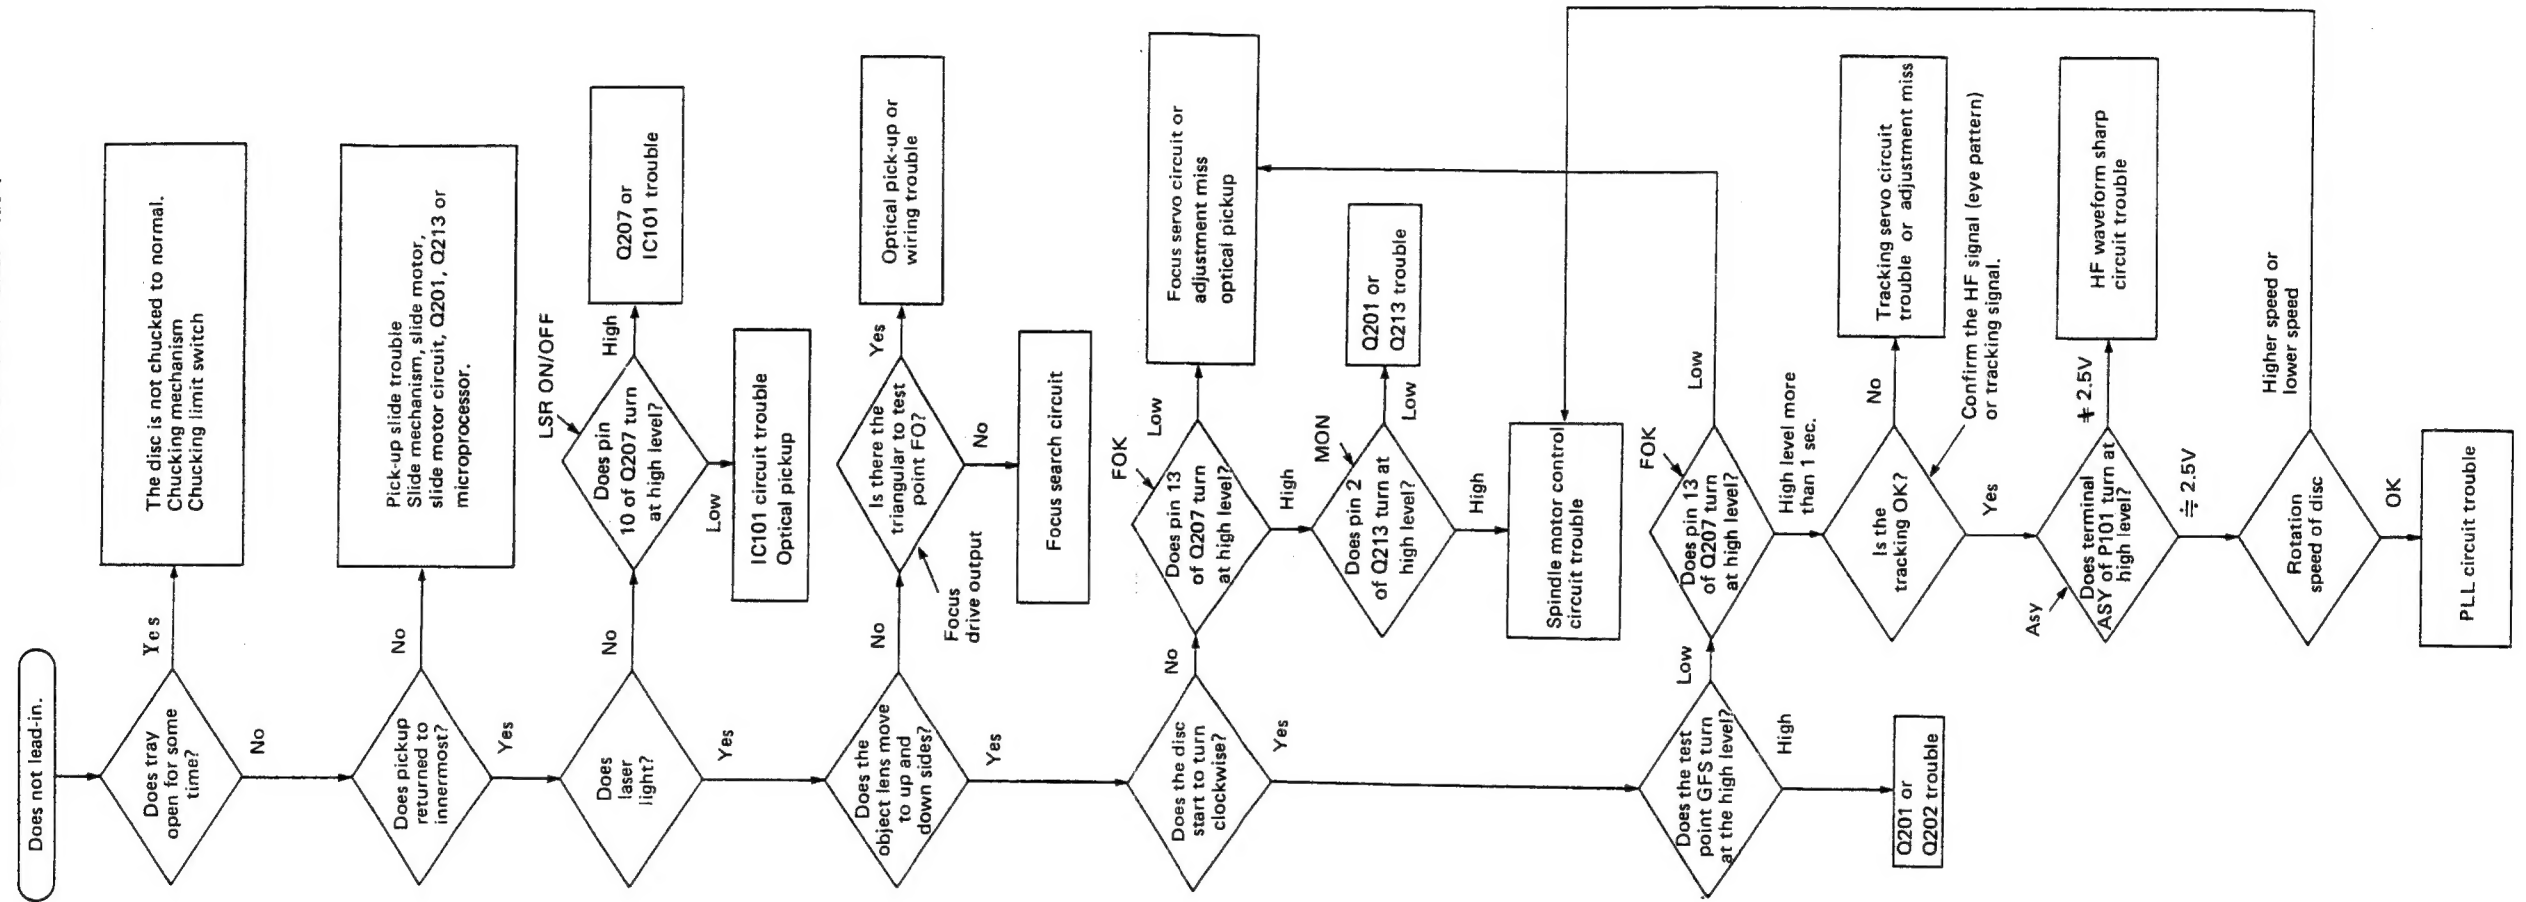 Does not lead-in.
Does tray
open for some
time?
Yes
The disc is not chucked to normal.
Chucking mechanism
Chucking limit switch
No
Does pickup
returned to
innermost?
No
Pick-up slide trouble
Slide mechanism, slide motor,
slide motor circuit, Q201, Q213 or
microprocessor.
Yes
Does
laser
light?
No
LSR ON/OFF
Does pin
10 of Q207 turn
at high level?
High
Q207 or
IC101 trouble
Low
IC101 circuit trouble
Optical pickup
Yes
Does the
object lens move
to up and
down sides?
No
Focus
drive output
Is there the
triangular to test
point FO?
Yes
Optical pick-up or
wiring trouble
No
Focus search circuit
Yes
Does the disc
start to turn
clockwise?
No
FOK
Does pin 13
of Q207 turn
at high level?
Low
Focus servo circuit or
adjustment miss
optical pickup
High
MON
Does pin 2
of Q213 turn at
high level?
Low
Q201 or
Q213 trouble
High
Spindle motor control
circuit trouble
Yes
Does the test
point GFS turn
at the high level?
Low
FOK
Does pin 13
of Q207 turn
at high level?
Low
High level more
than 1 sec.
High
Q201 or
Q202 trouble
Is the
tracking OK?
No
Tracking servo circuit
trouble or adjustment miss
Confirm the HF signal (eye pattern)
or tracking signal.
Yes
Asy
Does terminal
ASY of P101 turn at
high level?
≠ 2.5V
HF waveform sharp
circuit trouble
≒ 2.5V
Rotation
speed of disc
Higher speed or
lower speed
OK
PLL circuit trouble